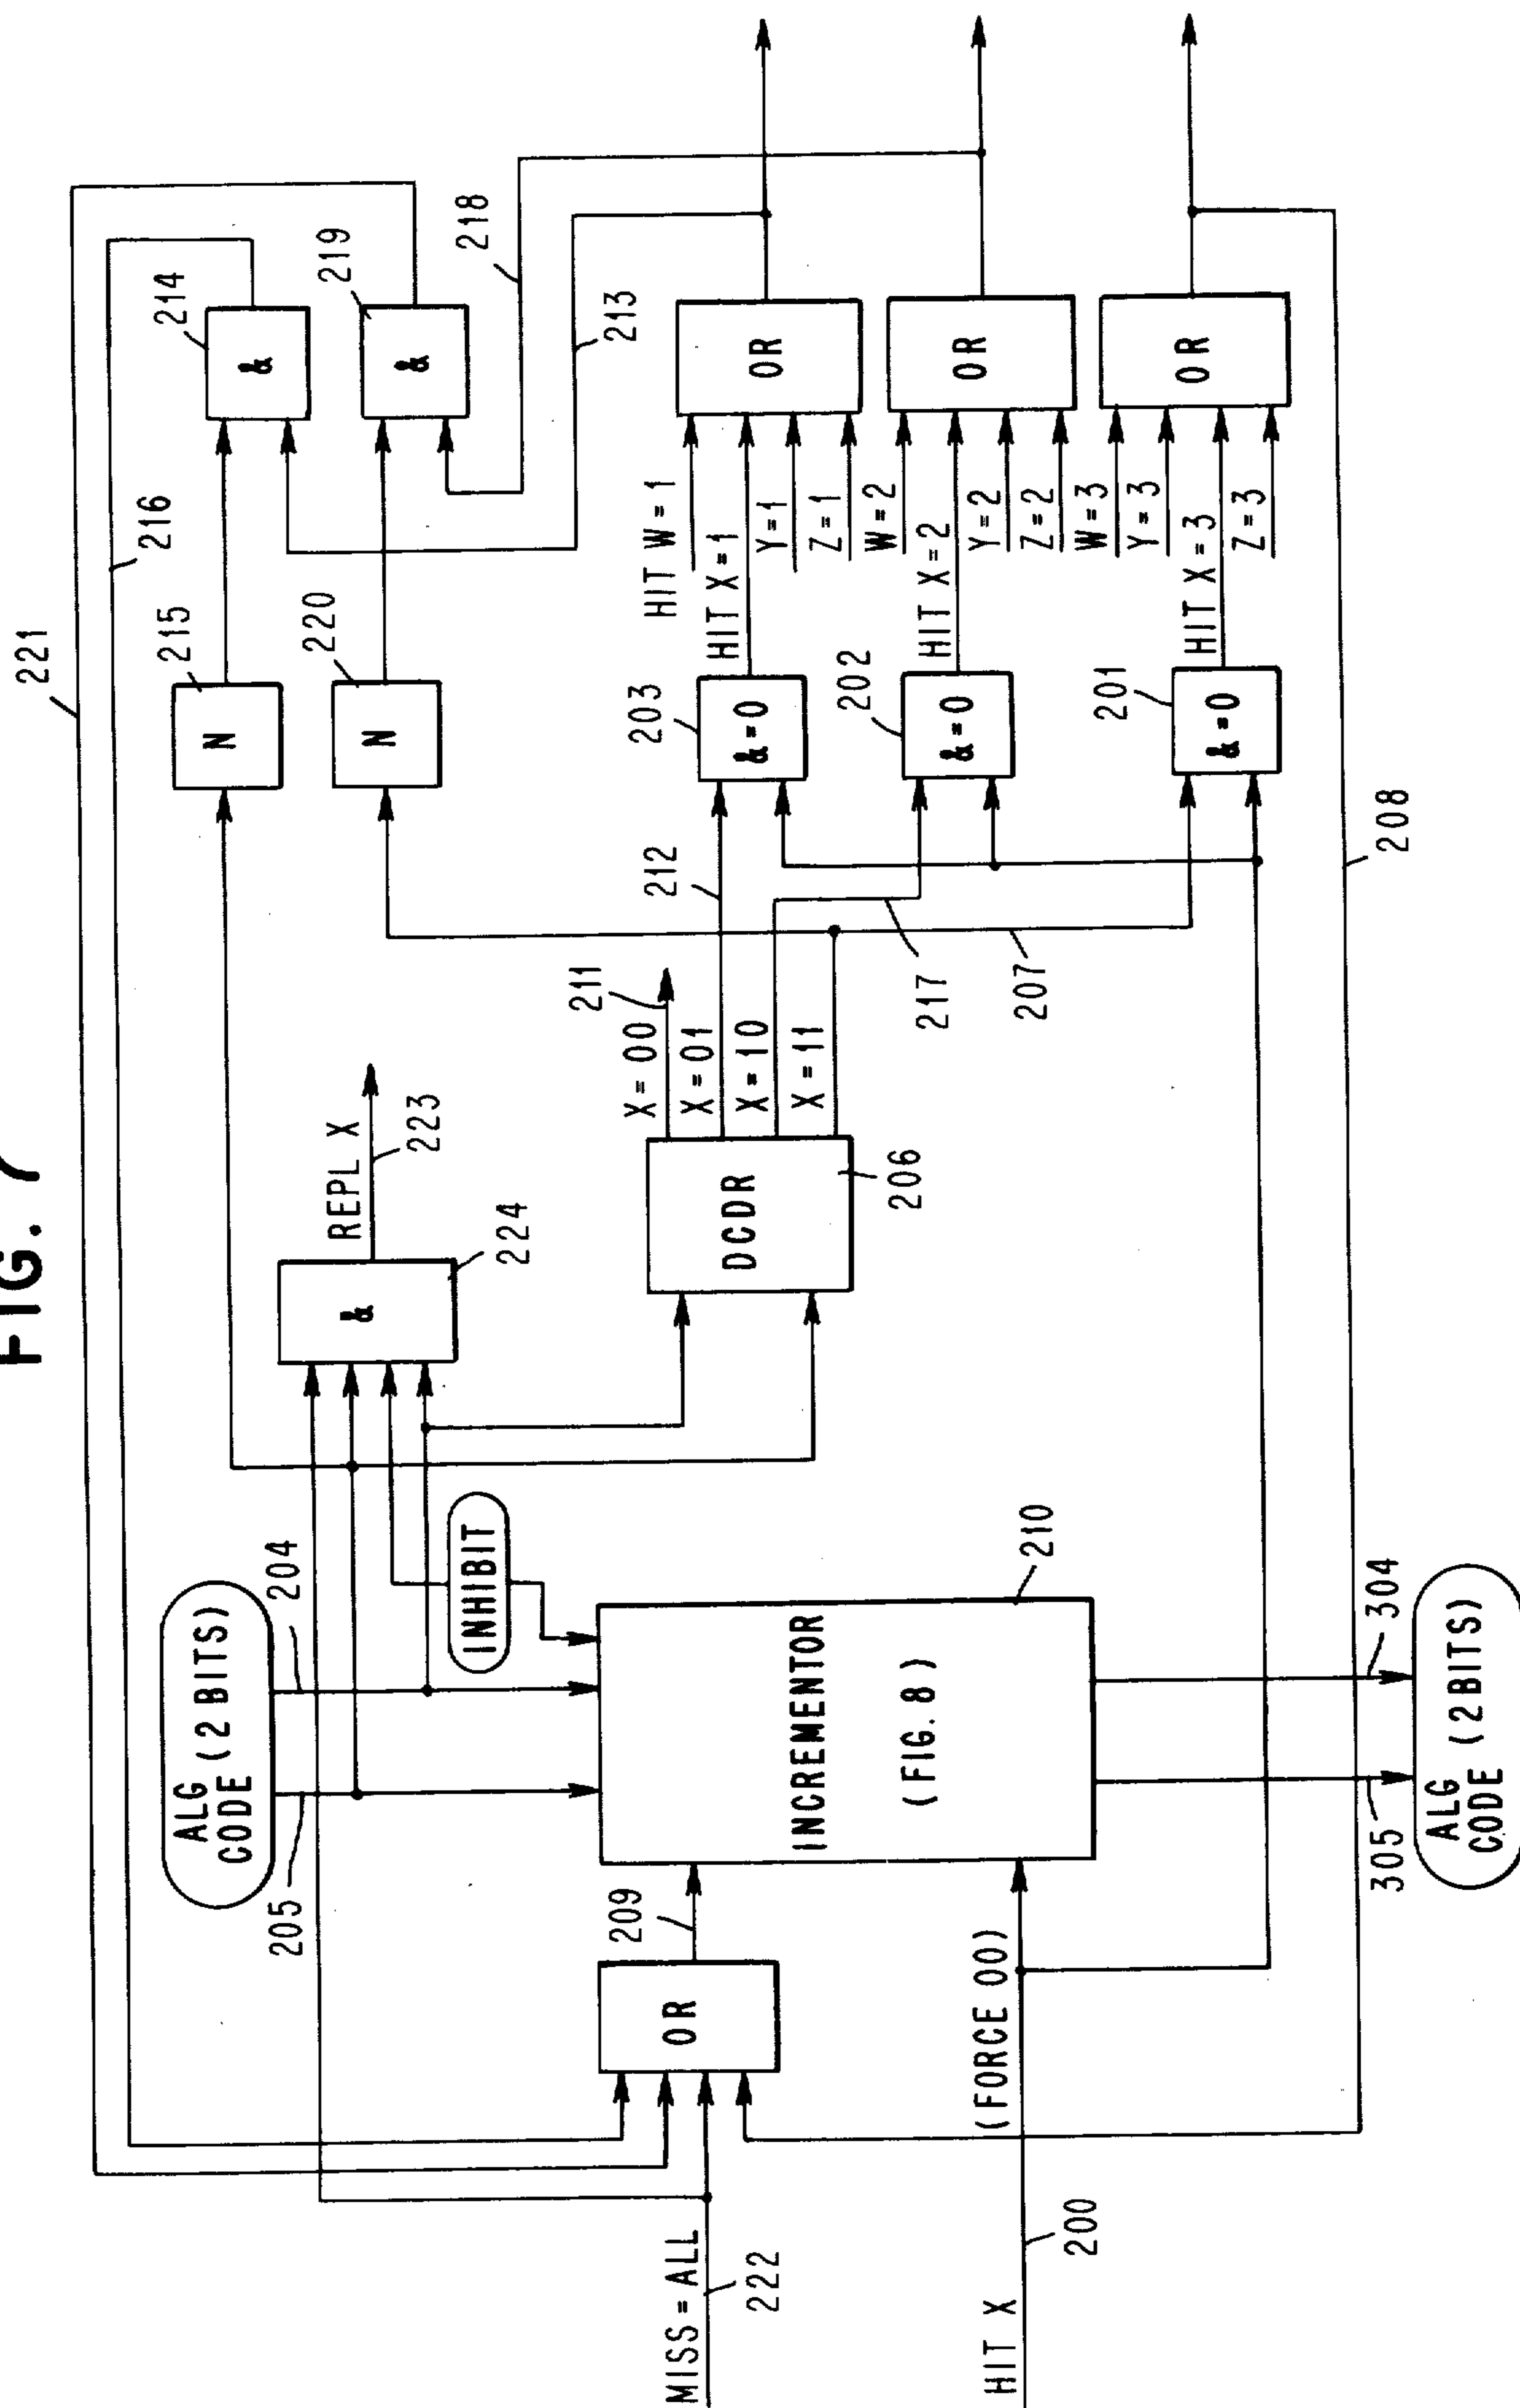 FIG. 7
221
216
214
219
218
213
215
220
HIT W = 1
HIT X = 1
Y = 1
Z = 1
W = 2
HIT X = 2
Y = 2
Z = 2
W = 3
Y = 3
HIT X = 3
Z = 3
&
&
OR
OR
OR
N
N
203
202
201
& = 0
& = 0
& = 0
212
217
207
208
211
X = 00
X = 01
X = 10
X = 11
REPL X
223
224
&
DCDR
206
ALG
CODE (2 BITS)
204
205
INHIBIT
INCREMENTOR
(FIG. 8)
210
209
OR
(FORCE 00)
MISS = ALL
222
HIT X
200
304
305
ALG
CODE (2 BITS)